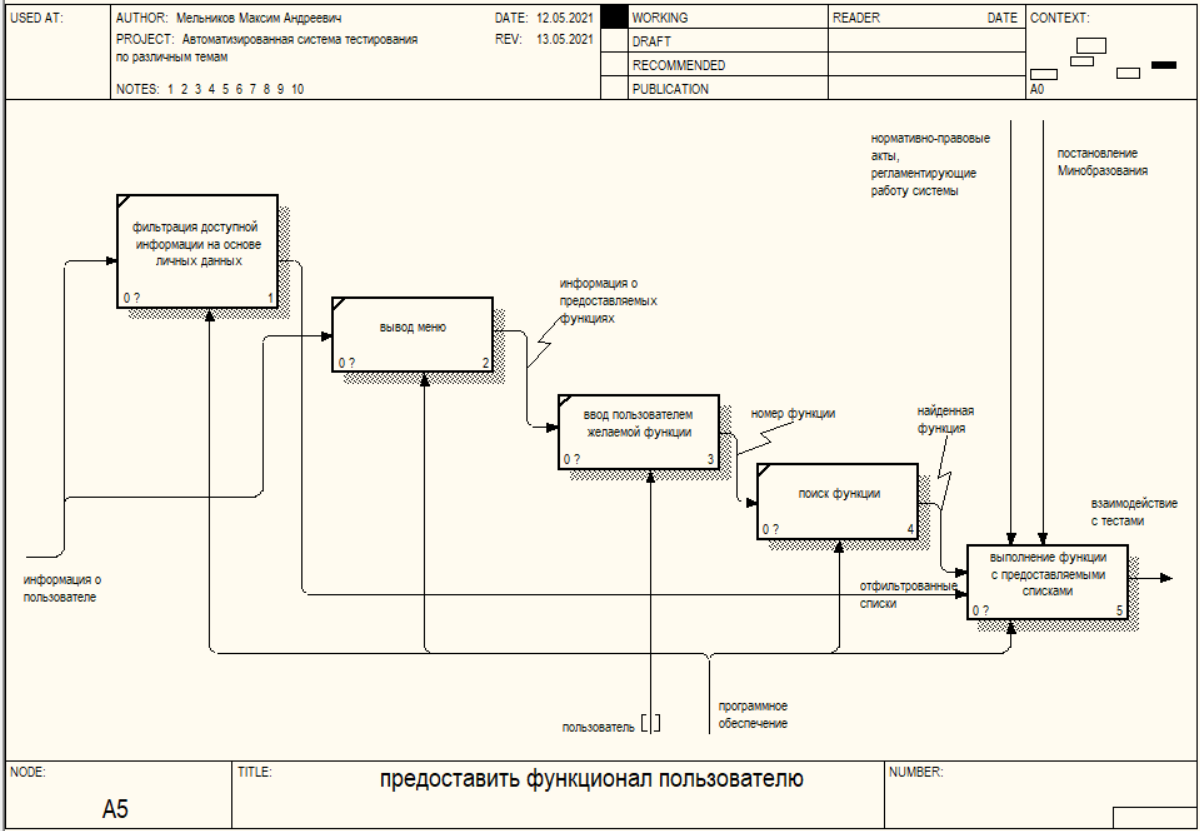 USED AT:
AUTHOR: Мельников Максим Андреевич
DATE: 12.05.2021
PROJECT: Автоматизированная система тестирования
по различным темам
REV: 13.05.2021
NOTES: 1 2 3 4 5 6 7 8 9 10
WORKING
DRAFT
RECOMMENDED
PUBLICATION
READER
DATE
CONTEXT:
A0
нормативно-правовые
акты,
регламентирующие
работу системы
постановление
Минобразования
фильтрация доступной
информации на основе
личных данных
0 ?
1
информация о
предоставляемых
функциях
вывод меню
0 ?
2
ввод пользователем
желаемой функции
0 ?
3
номер функции
найденная
функция
поиск функции
0 ?
4
взаимодействие
с тестами
выполнение функции
с предоставляемыми
списками
0 ?
5
информация о
пользователе
отфильтрованные
списки
пользователь
программное
обеспечение
NODE:
A5
TITLE:
предоставить функционал пользователю
NUMBER: